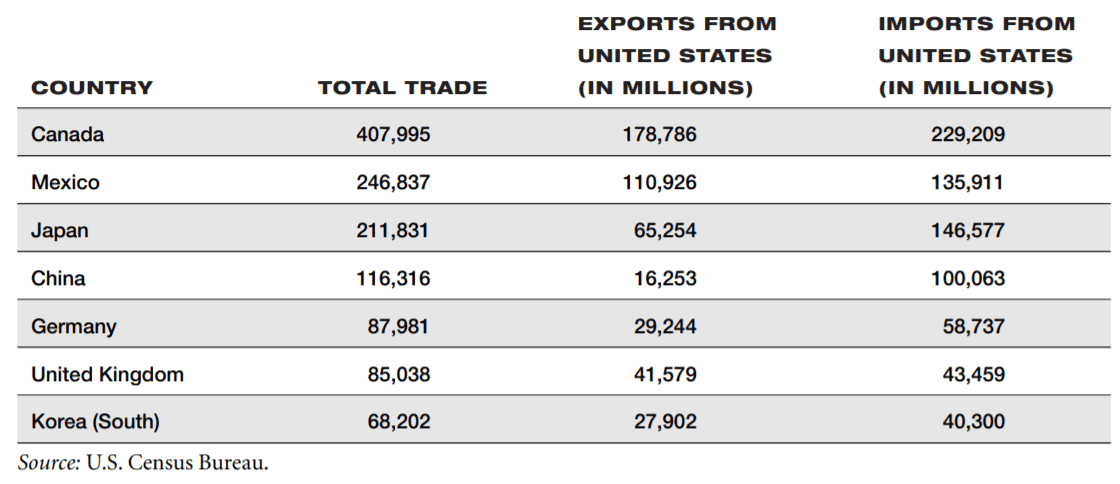 EXPORTS FROM IMPORTS FROM
UNITED STATES UNITED STATES
COUNTRY TOTAL TRADE (IN MILLIONS) (IN MILLIONS)
Canada 407,995 178,786 229,209
Mexico 246,837 110,926 135,911
Japan 211,831 65,254 146,577
China 116,316 16,253 100,063
Germany 87,981 29,244 58,737
United Kingdom 85,038 41,579 43,459
Korea (South) 68,202 27,902 40,300
Source: U.S. Census Bureau.